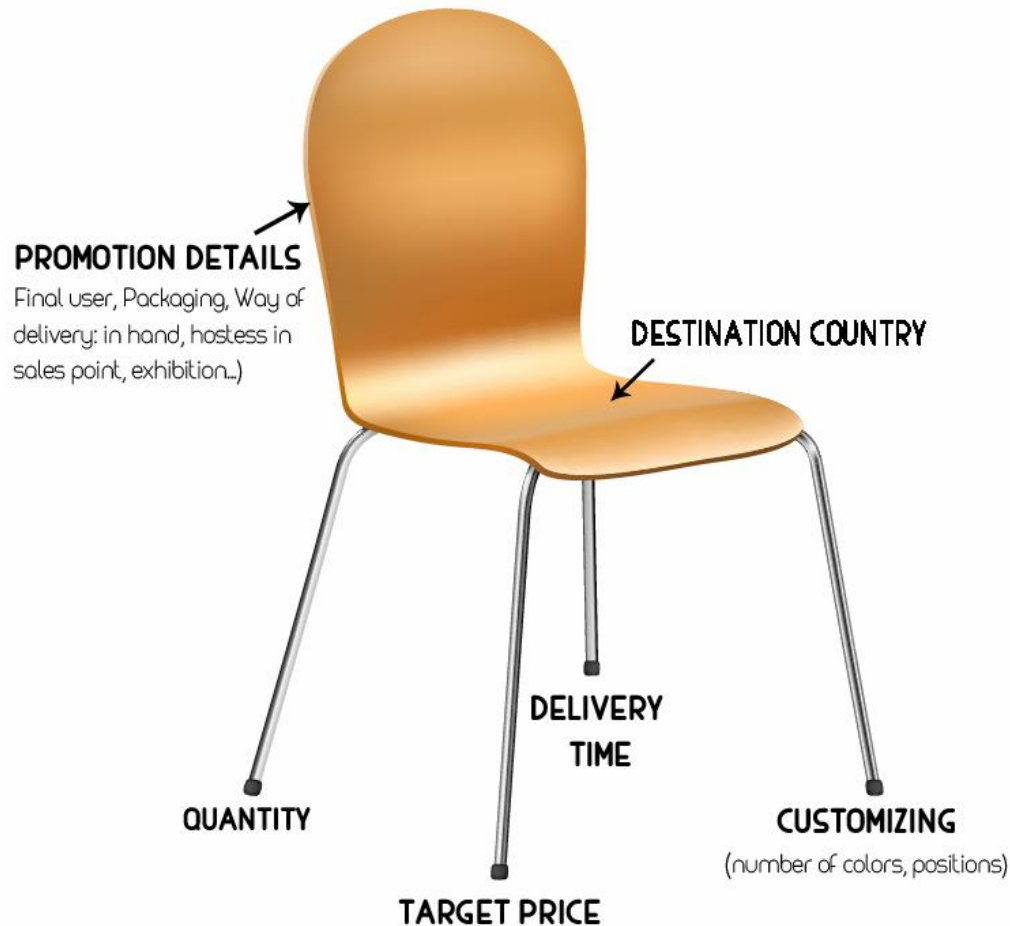 PROMOTION DETAILS
Final user, Packaging, Way of
delivery: in hand, hostess in
sales point, exhibition...)
DESTINATION COUNTRY
DELIVERY
TIME
QUANTITY
CUSTOMIZING
(number of colors, positions)
TARGET PRICE